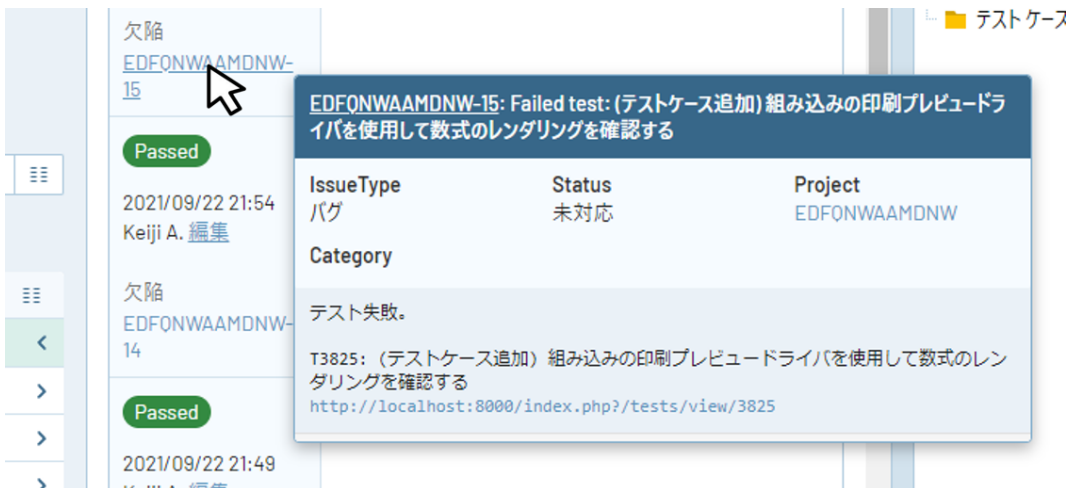 テスト ケース
欠陥
EDFQNWAAMDNW-
15
Passed
2021/09/22 21:54
Keiji A. 編集
欠陥
EDFQNWAAMDNW-
14
Passed
2021/09/22 21:49
EDFQNWAAMDNW-15: Failed test: (テストケース追加) 組み込みの印刷プレビュードラ
イバを使用して数式のレンダリングを確認する
IssueType
Status
Project
バグ
未対応
EDFQNWAAMDNW
Category
テスト失敗。
T3825: (テストケース追加) 組み込みの印刷プレビュードライバを使用して数式のレン
ダリングを確認する
http://localhost:8000/index.php?/tests/view/3825